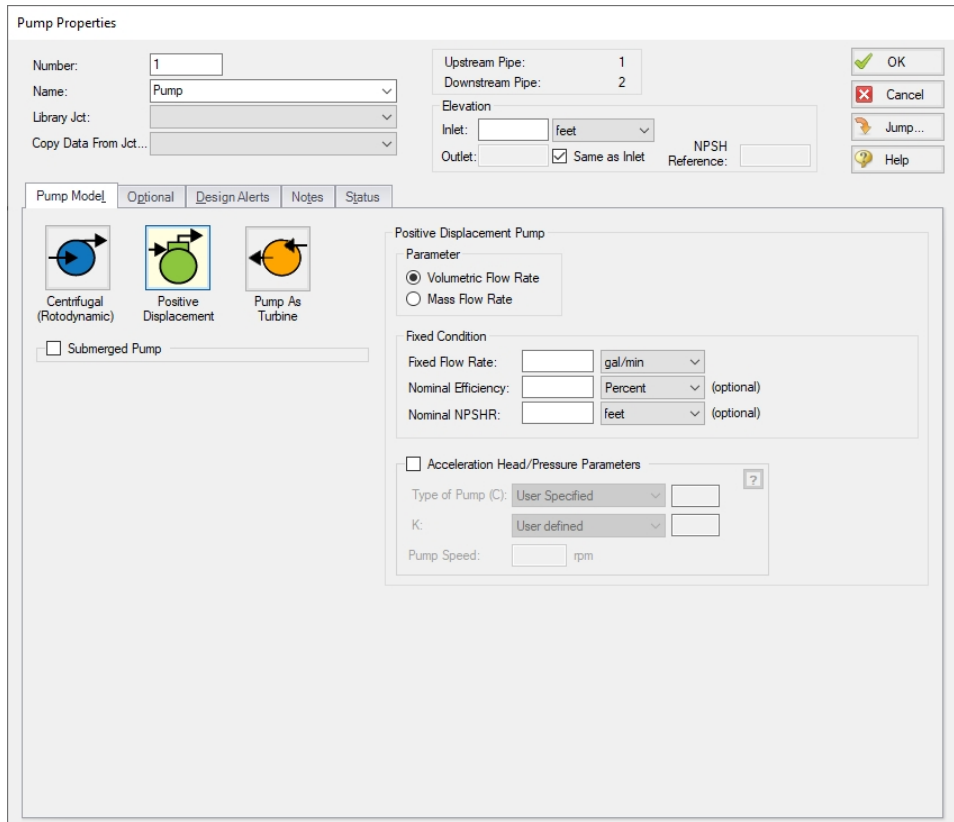 Pump Properties
Number: 1
Name: Pump
Library Jct:
Copy Data From Jct...
Upstream Pipe: 1
Downstream Pipe: 2
Elevation
Inlet: feet
Outlet: Same as Inlet
NPSH
Reference:
OK
Cancel
Jump...
Help
Pump Model Optional Design Alerts Notes Status
Centrifugal
(Rotodynamic)
Positive
Displacement
Pump As
Turbine
Submerged Pump
Positive Displacement Pump
Parameter
Volumetric Flow Rate
Mass Flow Rate
Fixed Condition
Fixed Flow Rate: gal/min
Nominal Efficiency: Percent (optional)
Nominal NPSHR: feet (optional)
Acceleration Head/Pressure Parameters
?
Type of Pump (C): User Specified
K: User defined
Pump Speed: rpm